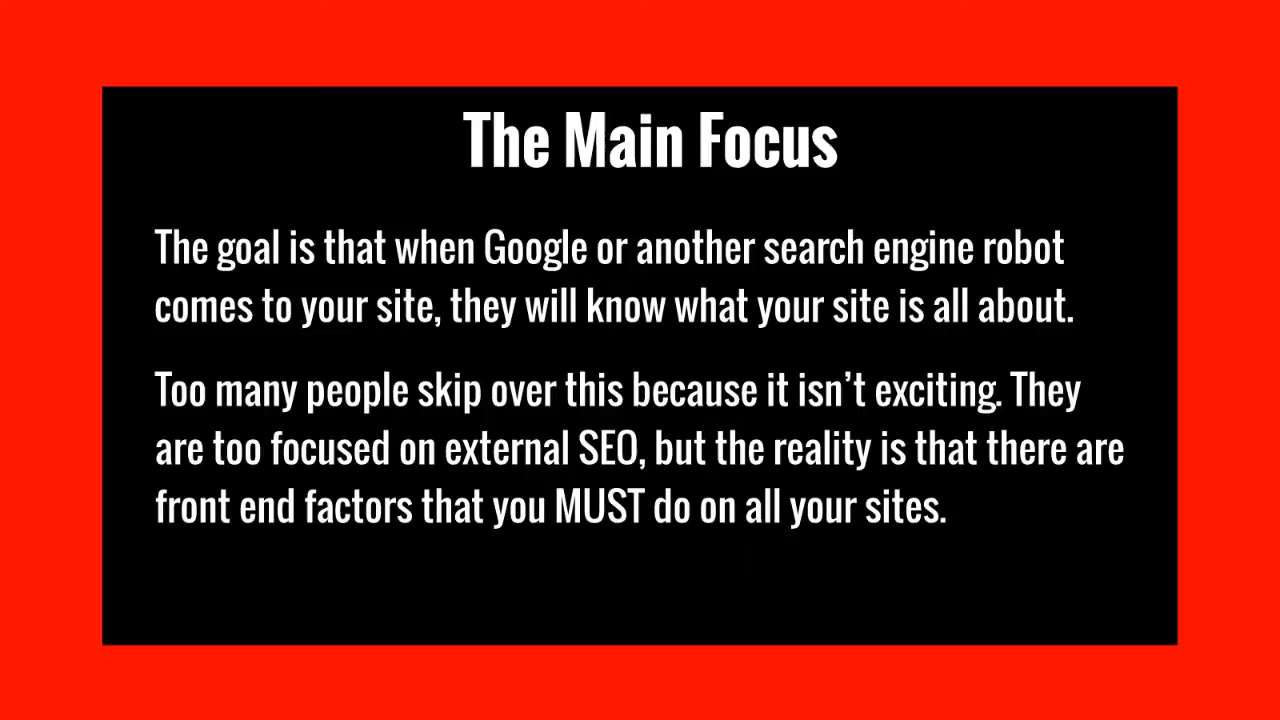 The Main Focus
The goal is that when Google or another search engine robot
comes to your site, they will know what your site is all about.
Too many people skip over this because it isn’t exciting. They
are too focused on external SEO, but the reality is that there are
front end factors that you MUST do on all your sites.